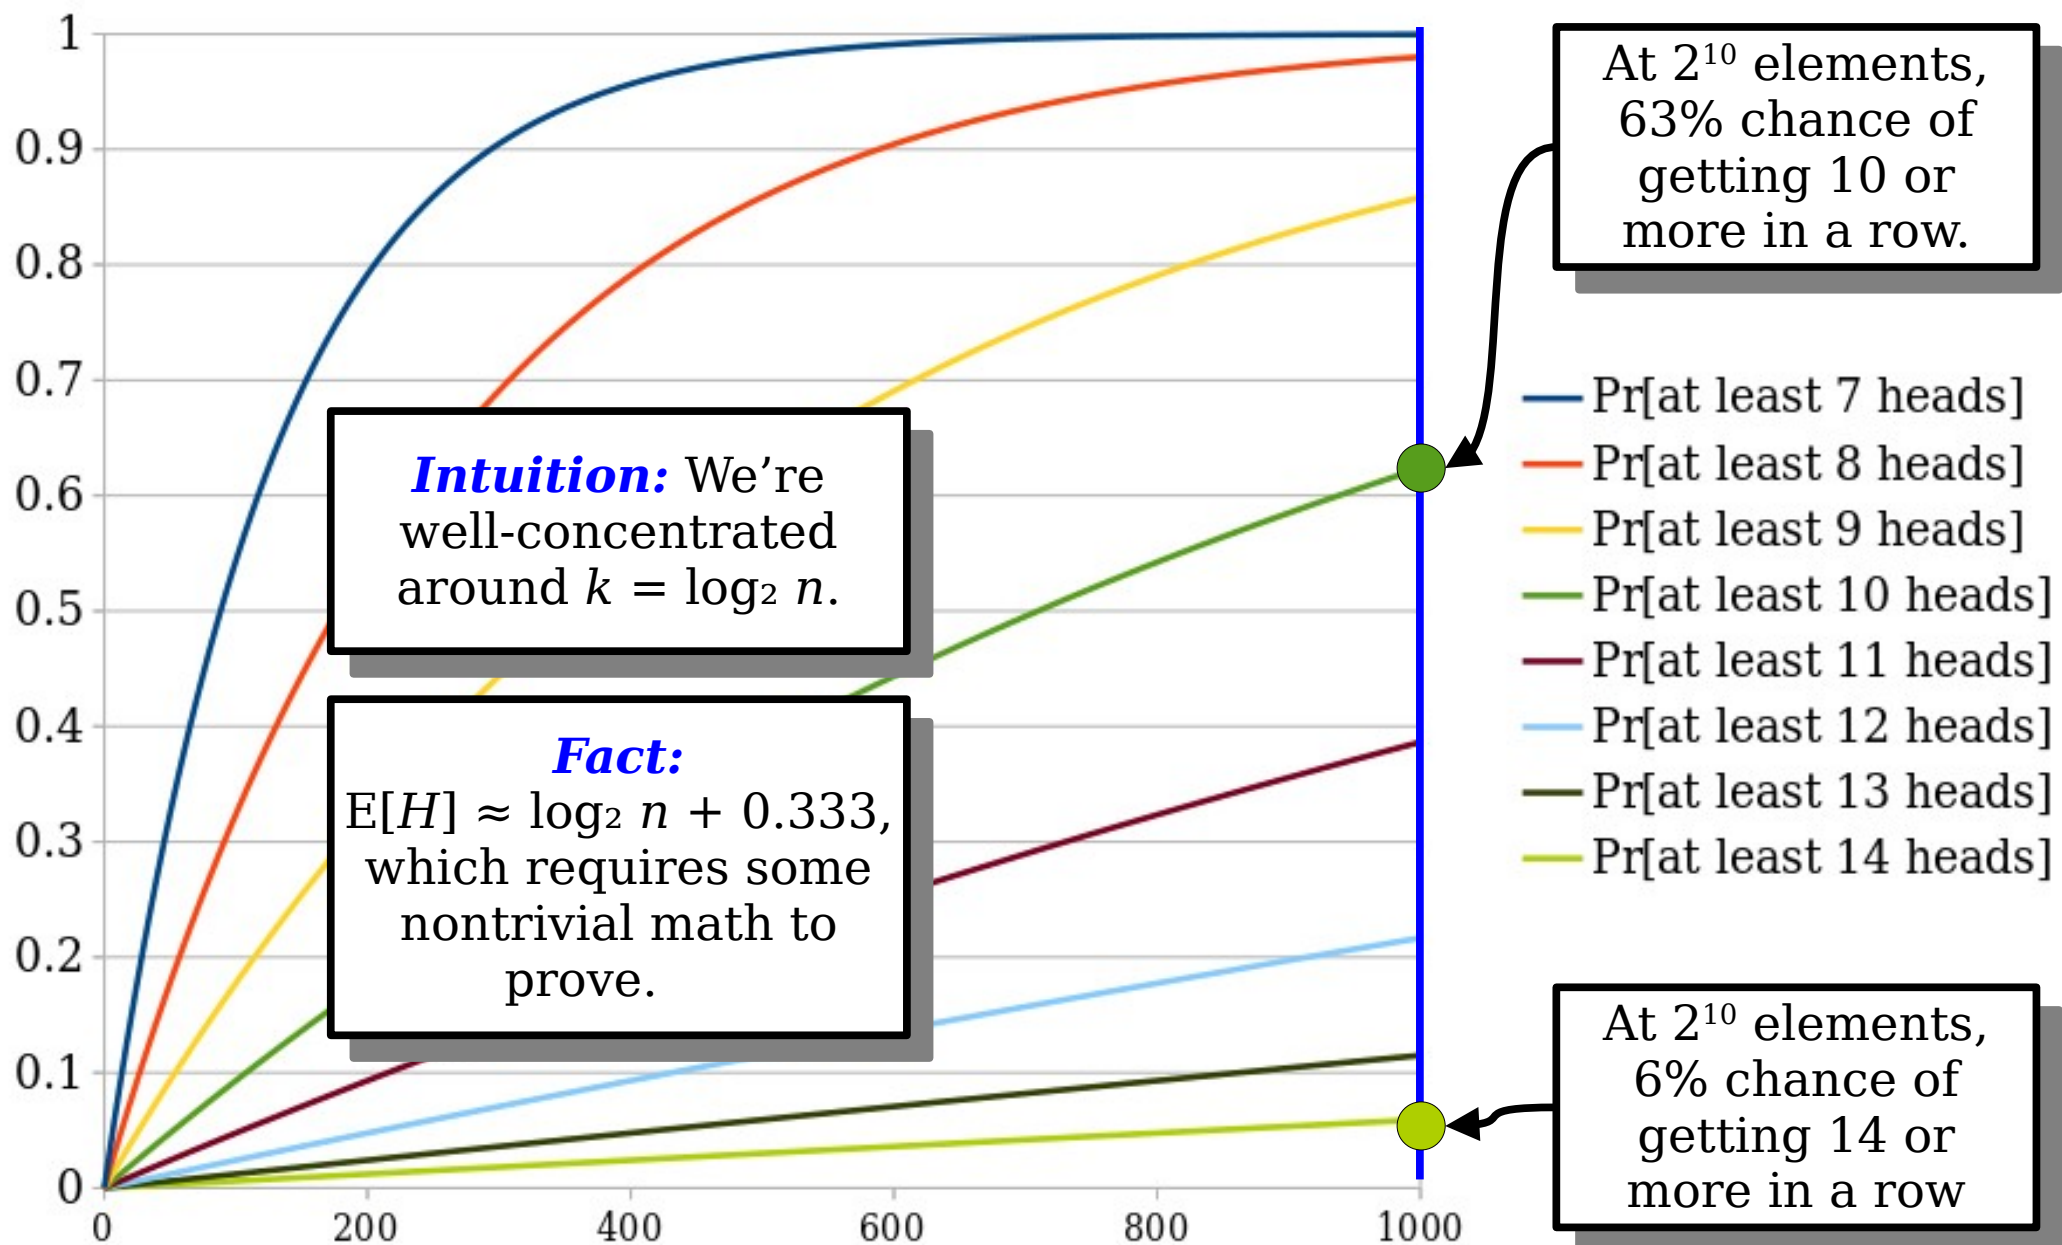 1
0.9
0.8
0.7
0.6
0.5
0.4
0.3
0.2
0.1
0
0
200
400
600
800
1000
Intuition: We’re
well-concentrated
around k = log₂ n.
Fact:
E[H] ≈ log₂ n + 0.333,
which requires some
nontrivial math to
prove.
At 2¹⁰ elements,
63% chance of
getting 10 or
more in a row.
Pr[at least 7 heads]
Pr[at least 8 heads]
Pr[at least 9 heads]
Pr[at least 10 heads]
Pr[at least 11 heads]
Pr[at least 12 heads]
Pr[at least 13 heads]
Pr[at least 14 heads]
At 2¹⁰ elements,
6% chance of
getting 14 or
more in a row